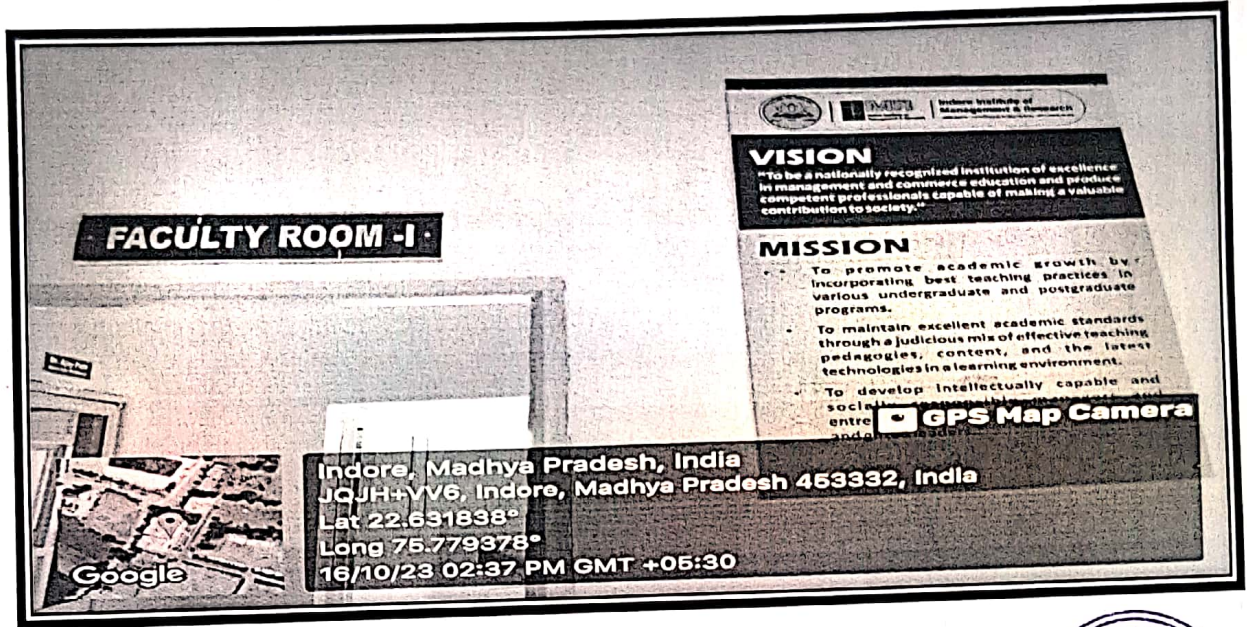 Indore Institute of
Management & Research
VISION
"To be a nationally recognized institution of excellence
in management and commerce education and produce
competent professionals capable of making a valuable
contribution to society."
FACULTY ROOM -I
MISSION
To promote academic growth by
incorporating best teaching practices in
various undergraduate and postgraduate
programs.
To maintain excellent academic standards
through a judicious mix of effective teaching
pedagogies, content, and the latest
technologies in a learning environment.
To develop intellectually capable and
GPS Map Camera
Indore, Madhya Pradesh, India
JQJH+VV6, Indore, Madhya Pradesh 453332, India
Lat 22.631838°
Long 75.779378°
16/10/23 02:37 PM GMT +05:30
Google